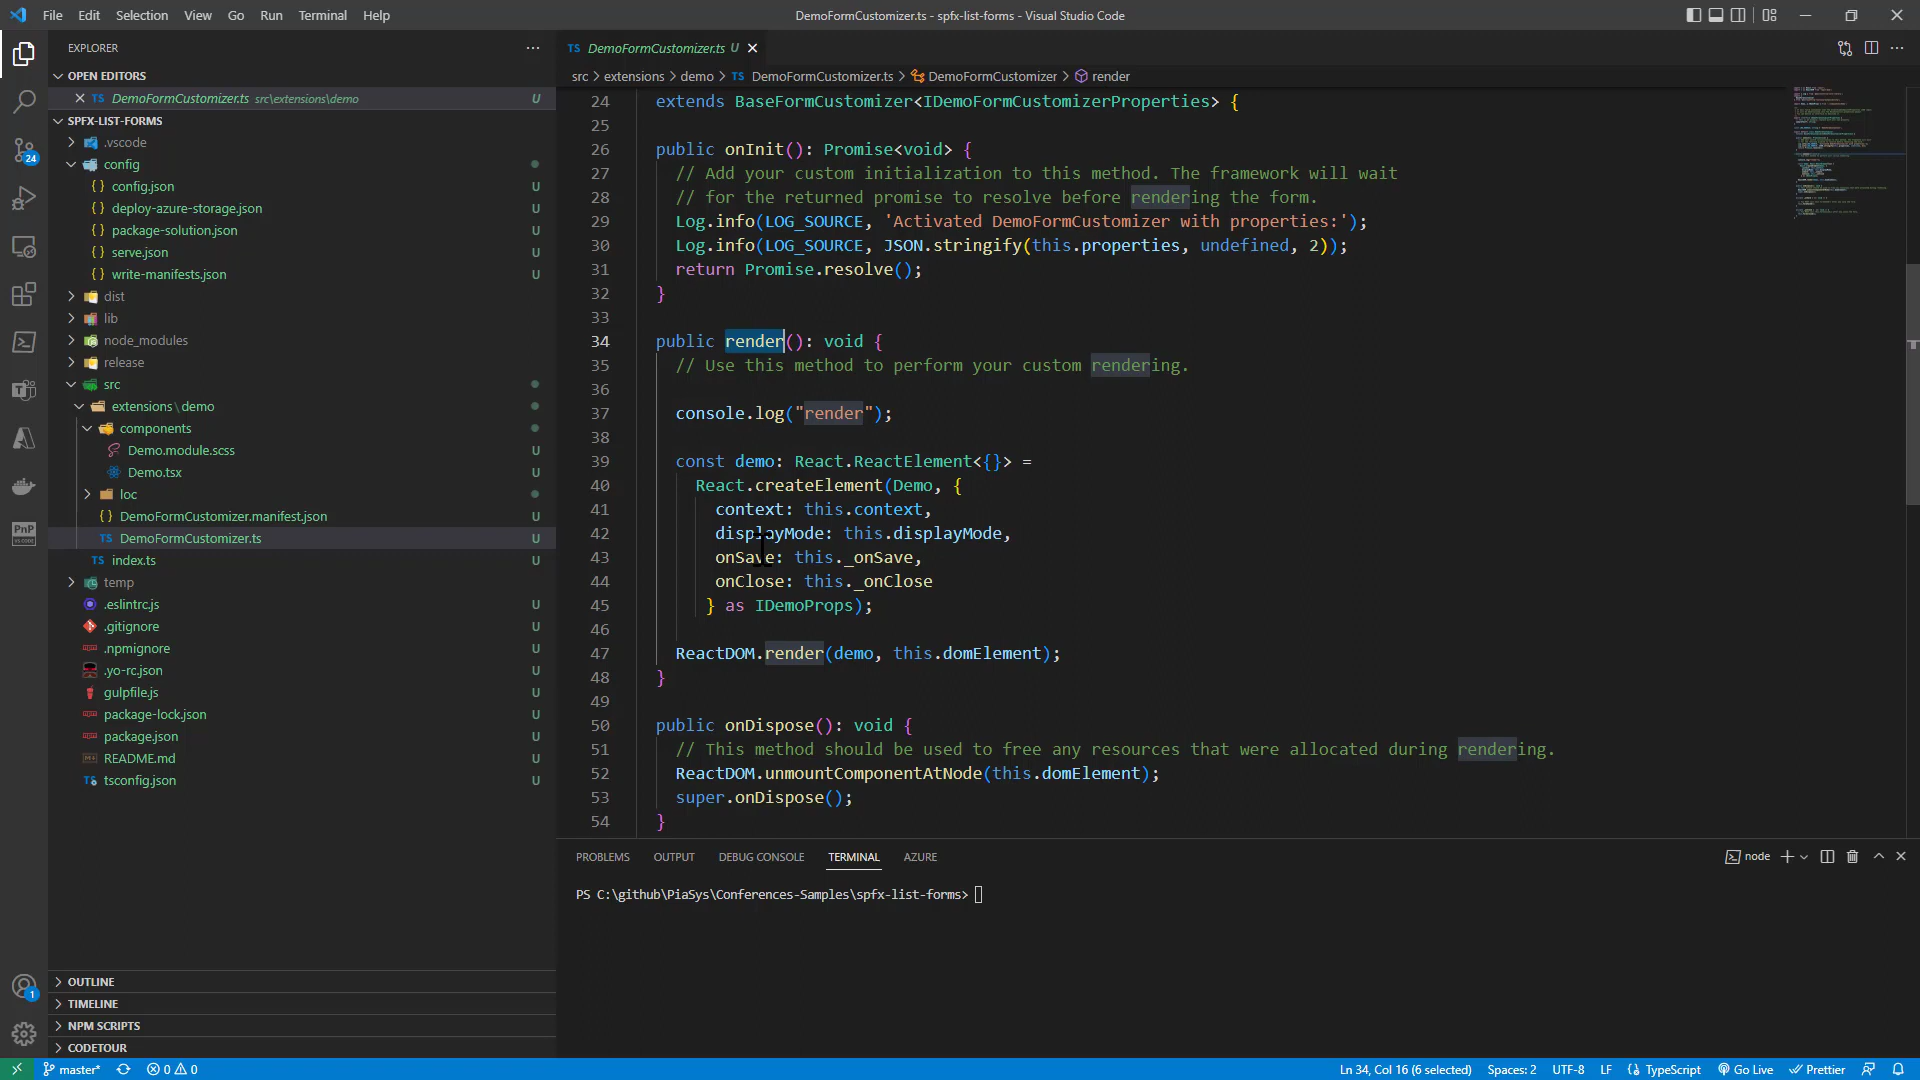 File Edit Selection View Go Run Terminal Help
DemoFormCustomizer.ts - spfx-list-forms - Visual Studio Code
EXPLORER
OPEN EDITORS
TS DemoFormCustomizer.ts src\extensions\demo U
SPFX-LIST-FORMS
.vscode
config
{} config.json U
{} deploy-azure-storage.json U
{} package-solution.json U
{} serve.json U
{} write-manifests.json U
dist
lib
node_modules
release
src
extensions\demo
components
Demo.module.scss U
Demo.tsx U
loc
{} DemoFormCustomizer.manifest.json U
TS DemoFormCustomizer.ts U
TS index.ts U
temp
.eslintrc.js U
.gitignore U
.npmignore U
.yo-rc.json U
gulpfile.js U
package-lock.json U
package.json U
README.md U
TS tsconfig.json U
OUTLINE
TIMELINE
NPM SCRIPTS
CODETOUR
24
PnP
1
TS DemoFormCustomizer.ts U
src > extensions > demo > TS DemoFormCustomizer.ts > DemoFormCustomizer > render
24 extends BaseFormCustomizer<IDemoFormCustomizerProperties> {
25
26 public onInit(): Promise<void> {
27 // Add your custom initialization to this method. The framework will wait
28 // for the returned promise to resolve before rendering the form.
29 Log.info(LOG_SOURCE, 'Activated DemoFormCustomizer with properties:');
30 Log.info(LOG_SOURCE, JSON.stringify(this.properties, undefined, 2));
31 return Promise.resolve();
32 }
33
34 public render(): void {
35 // Use this method to perform your custom rendering.
36
37 console.log("render");
38
39 const demo: React.ReactElement<{}> =
40 React.createElement(Demo, {
41 context: this.context,
42 displayMode: this.displayMode,
43 onSave: this._onSave,
44 onClose: this._onClose
45 } as IDemoProps);
46
47 ReactDOM.render(demo, this.domElement);
48 }
49
50 public onDispose(): void {
51 // This method should be used to free any resources that were allocated during rendering.
52 ReactDOM.unmountComponentAtNode(this.domElement);
53 super.onDispose();
54 }
PROBLEMS OUTPUT DEBUG CONSOLE TERMINAL AZURE
node
PS C:\github\PiaSys\Conferences-Samples\spfx-list-forms>
master* 0 0
Ln 34, Col 16 (6 selected) Spaces: 2 UTF-8 LF {} TypeScript Go Live Prettier